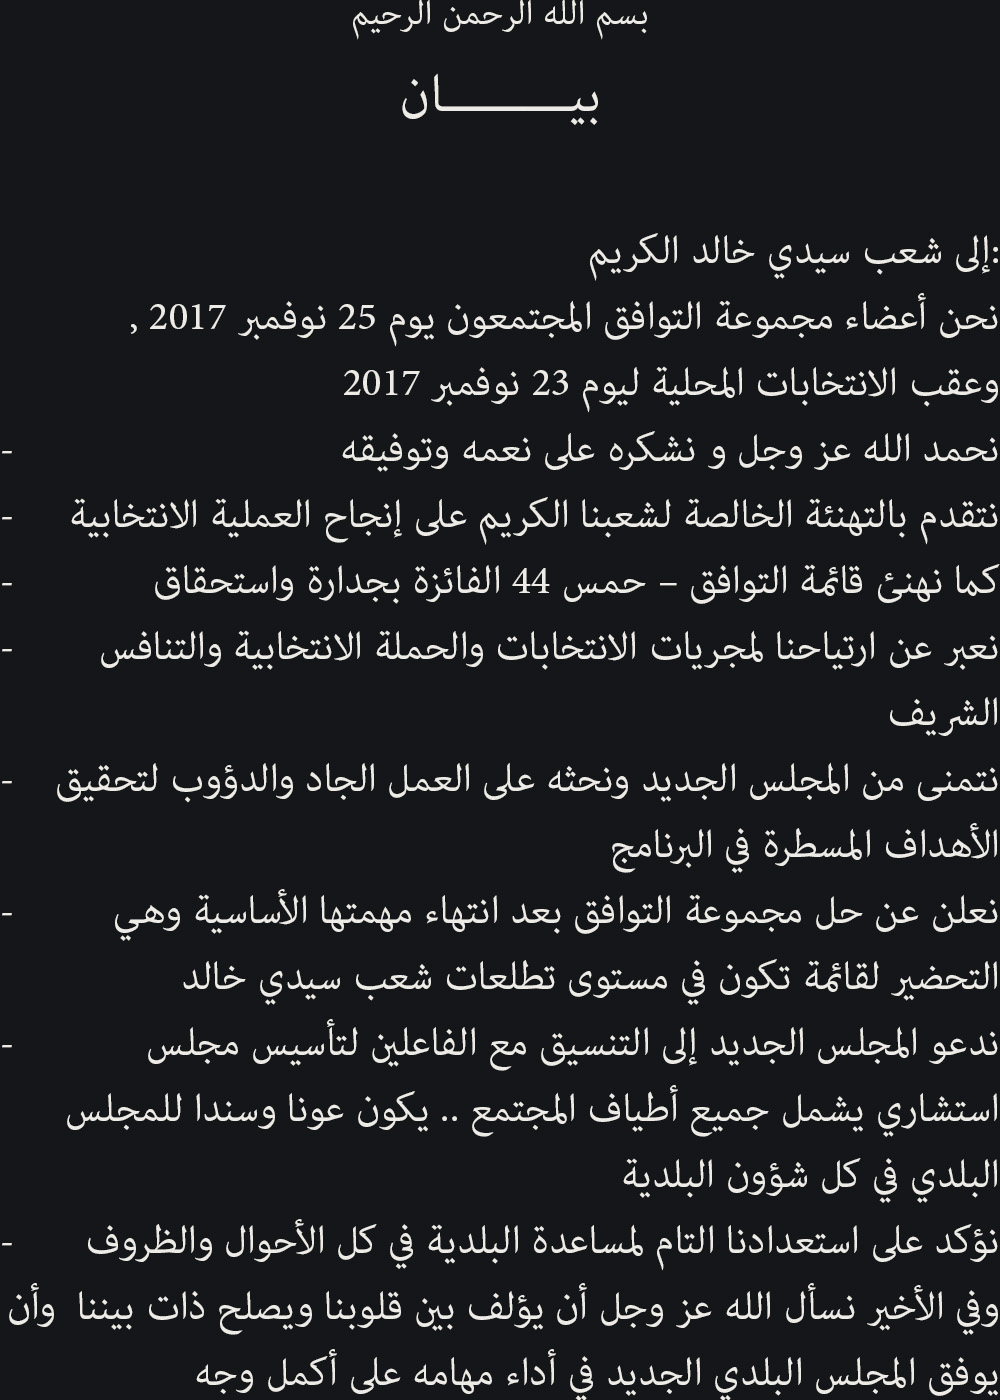 بسم الله الرحمن الرحيم
بيـــــــــان
إلى شعب سيدي خالد الكريم:
نحن أعضاء مجموعة التوافق المجتمعون يوم 25 نوفمبر 2017 ,
وعقب الانتخابات المحلية ليوم 23 نوفمبر 2017
نحمد الله عز وجل و نشكره على نعمه وتوفيقه -
نتقدم بالتهنئة الخالصة لشعبنا الكريم على إنجاح العملية الانتخابية -
كما نهنئ قائمة التوافق – حمس 44 الفائزة بجدارة واستحقاق -
نعبر عن ارتياحنا لمجريات الانتخابات والحملة الانتخابية والتنافس -
الشريف
نتمنى من المجلس الجديد ونحثه على العمل الجاد والدؤوب لتحقيق -
الأهداف المسطرة في البرنامج
نعلن عن حل مجموعة التوافق بعد انتهاء مهمتها الأساسية وهي -
التحضير لقائمة تكون في مستوى تطلعات شعب سيدي خالد
ندعو المجلس الجديد إلى التنسيق مع الفاعلين لتأسيس مجلس -
استشاري يشمل جميع أطياف المجتمع .. يكون عونا وسندا للمجلس
البلدي في كل شؤون البلدية
نؤكد على استعدادنا التام لمساعدة البلدية في كل الأحوال والظروف -
وفي الأخير نسأل الله عز وجل أن يؤلف بين قلوبنا ويصلح ذات بيننا وأن
يوفق المجلس البلدي الجديد في أداء مهامه على أكمل وجه